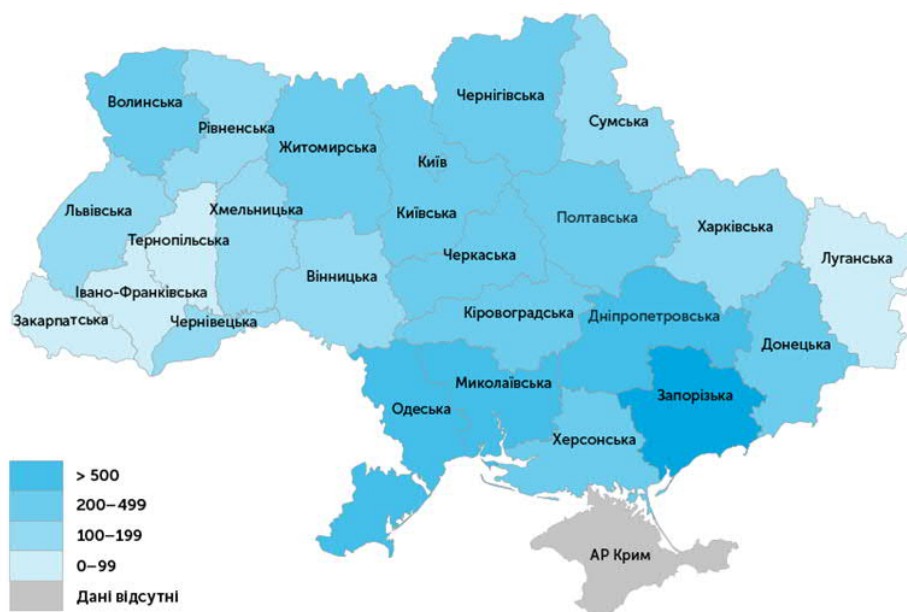 Волинська
Рівненська
Житомирська
Чернігівська
Сумська
Київ
Київська
Львівська
Тернопільська
Хмельницька
Вінницька
Черкаська
Полтавська
Харківська
Луганська
Івано-Франківська
Закарпатська
Чернівецька
Кіровоградська
Дніпропетровська
Донецька
Миколаївська
Одеська
Запорізька
Херсонська
АР Крим
> 500
200–499
100–199
0–99
Дані відсутні